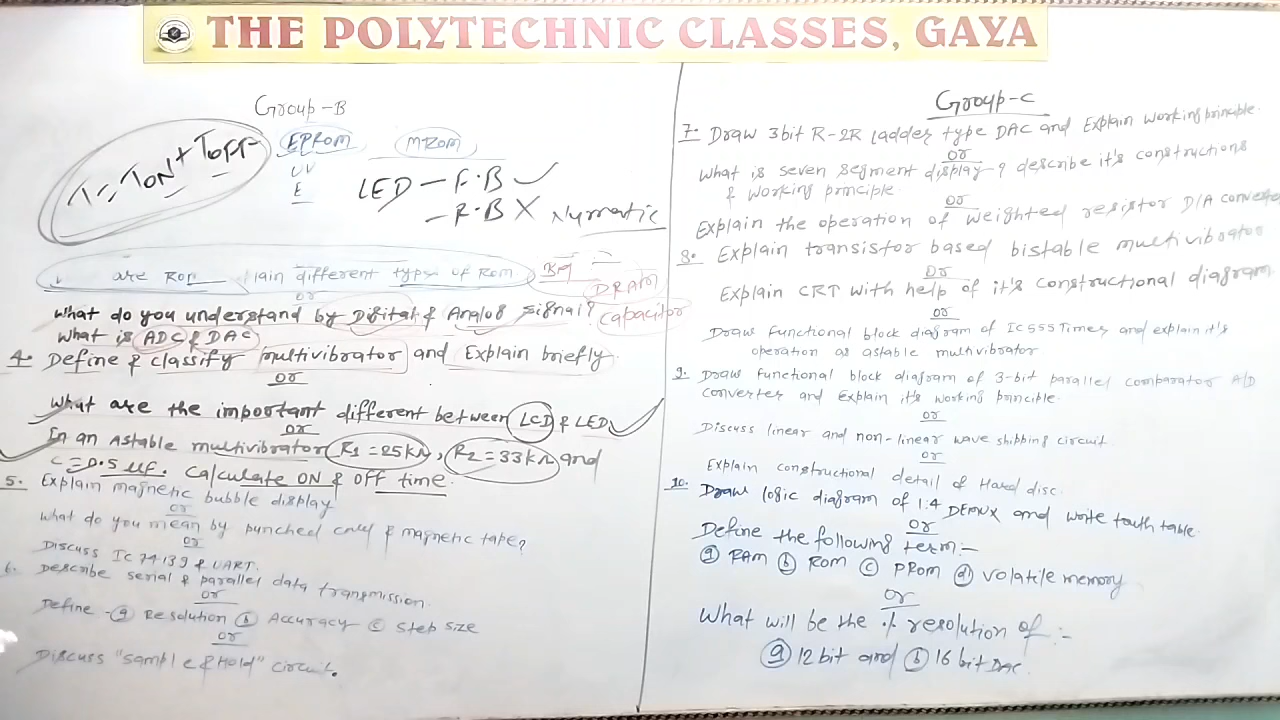 THE POLYTECHNIC CLASSES, GAYA
Group-B
T = TON + TOFF
EPROM
MROM
UV
E
LED - F.B ✓
- R.B X Nymatic
are Rom lain different types of Rom
DRAM
or
What do you understand by Digital & Analog signal?
Capacitor
What is ADC & DAC
4. Define & classify multivibrator and Explain briefly.
or
What are the important different between LCD & LED
or
In an Astable multivibrator R1 = 25kΩ, R2 = 33kΩ and
C = 0.5 uf. Calculate ON & OFF time.
5. Explain magnetic bubble display
or
What do you mean by punched card & magnetic tape?
or
Discuss IC 74139 & UART.
6. Describe serial & parallel data transmission.
or
Define - a Resolution b Accuracy c Step size
or
Discuss "Sample & Hold" circuit.
Group-C
7. Draw 3bit R-2R ladder type DAC and Explain working principle.
or
What is seven segment display? describe it's constructions
& working principle.
or
Explain the operation of weighted resistor D/A converter
8. Explain transistor based bistable multivibrator
Or
Explain CRT with help of it's constructional diagram
or
Draw functional block diagram of IC555 Timer and explain it's
operation as astable multivibrator
9. Draw functional block diagram of 3-bit parallel comparator A/D
converter and Explain it's working principle.
or
Discuss linear and non-linear wave shipping circuit.
or
Explain constructional detail of Hard disc.
10. Draw logic diagram of 1:4 DEMUX and write touth table.
or
Define the following term:-
a RAM b ROM c PROM d volatile memory
or
What will be the % resolution of :-
a 12 bit and b 16 bit DAC.